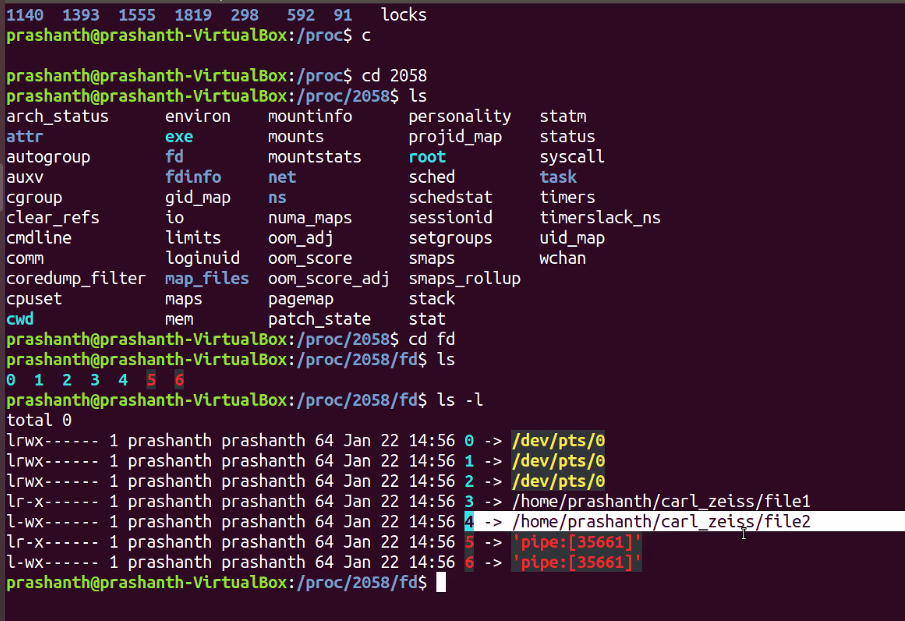 1140  1393  1555  1819  298   592  91   locks
prashanth@prashanth-VirtualBox:/proc$ c
prashanth@prashanth-VirtualBox:/proc$ cd 2058
prashanth@prashanth-VirtualBox:/proc/2058$ ls
arch_status      environ    mountinfo      personality   statm
attr             exe        mounts         projid_map    status
autogroup        fd         mountstats     root          syscall
auxv             fdinfo     net            sched         task
cgroup           gid_map    ns             schedstat     timers
clear_refs       io         numa_maps      sessionid     timerslack_ns
cmdline          limits     oom_adj        setgroups     uid_map
comm             loginuid   oom_score      smaps         wchan
coredump_filter  map_files  oom_score_adj  smaps_rollup
cpuset           maps       pagemap        stack
cwd              mem        patch_state    stat
prashanth@prashanth-VirtualBox:/proc/2058$ cd fd
prashanth@prashanth-VirtualBox:/proc/2058/fd$ ls
0  1  2  3  4  5  6
prashanth@prashanth-VirtualBox:/proc/2058/fd$ ls -l
total 0
lrwx------ 1 prashanth prashanth 64 Jan 22 14:56 0 -> /dev/pts/0
lrwx------ 1 prashanth prashanth 64 Jan 22 14:56 1 -> /dev/pts/0
lrwx------ 1 prashanth prashanth 64 Jan 22 14:56 2 -> /dev/pts/0
lr-x------ 1 prashanth prashanth 64 Jan 22 14:56 3 -> /home/prashanth/carl_zeiss/file1
l-wx------ 1 prashanth prashanth 64 Jan 22 14:56 4 -> /home/prashanth/carl_zeiss/file2
lr-x------ 1 prashanth prashanth 64 Jan 22 14:56 5 -> 'pipe:[35661]'
l-wx------ 1 prashanth prashanth 64 Jan 22 14:56 6 -> 'pipe:[35661]'
prashanth@prashanth-VirtualBox:/proc/2058/fd$